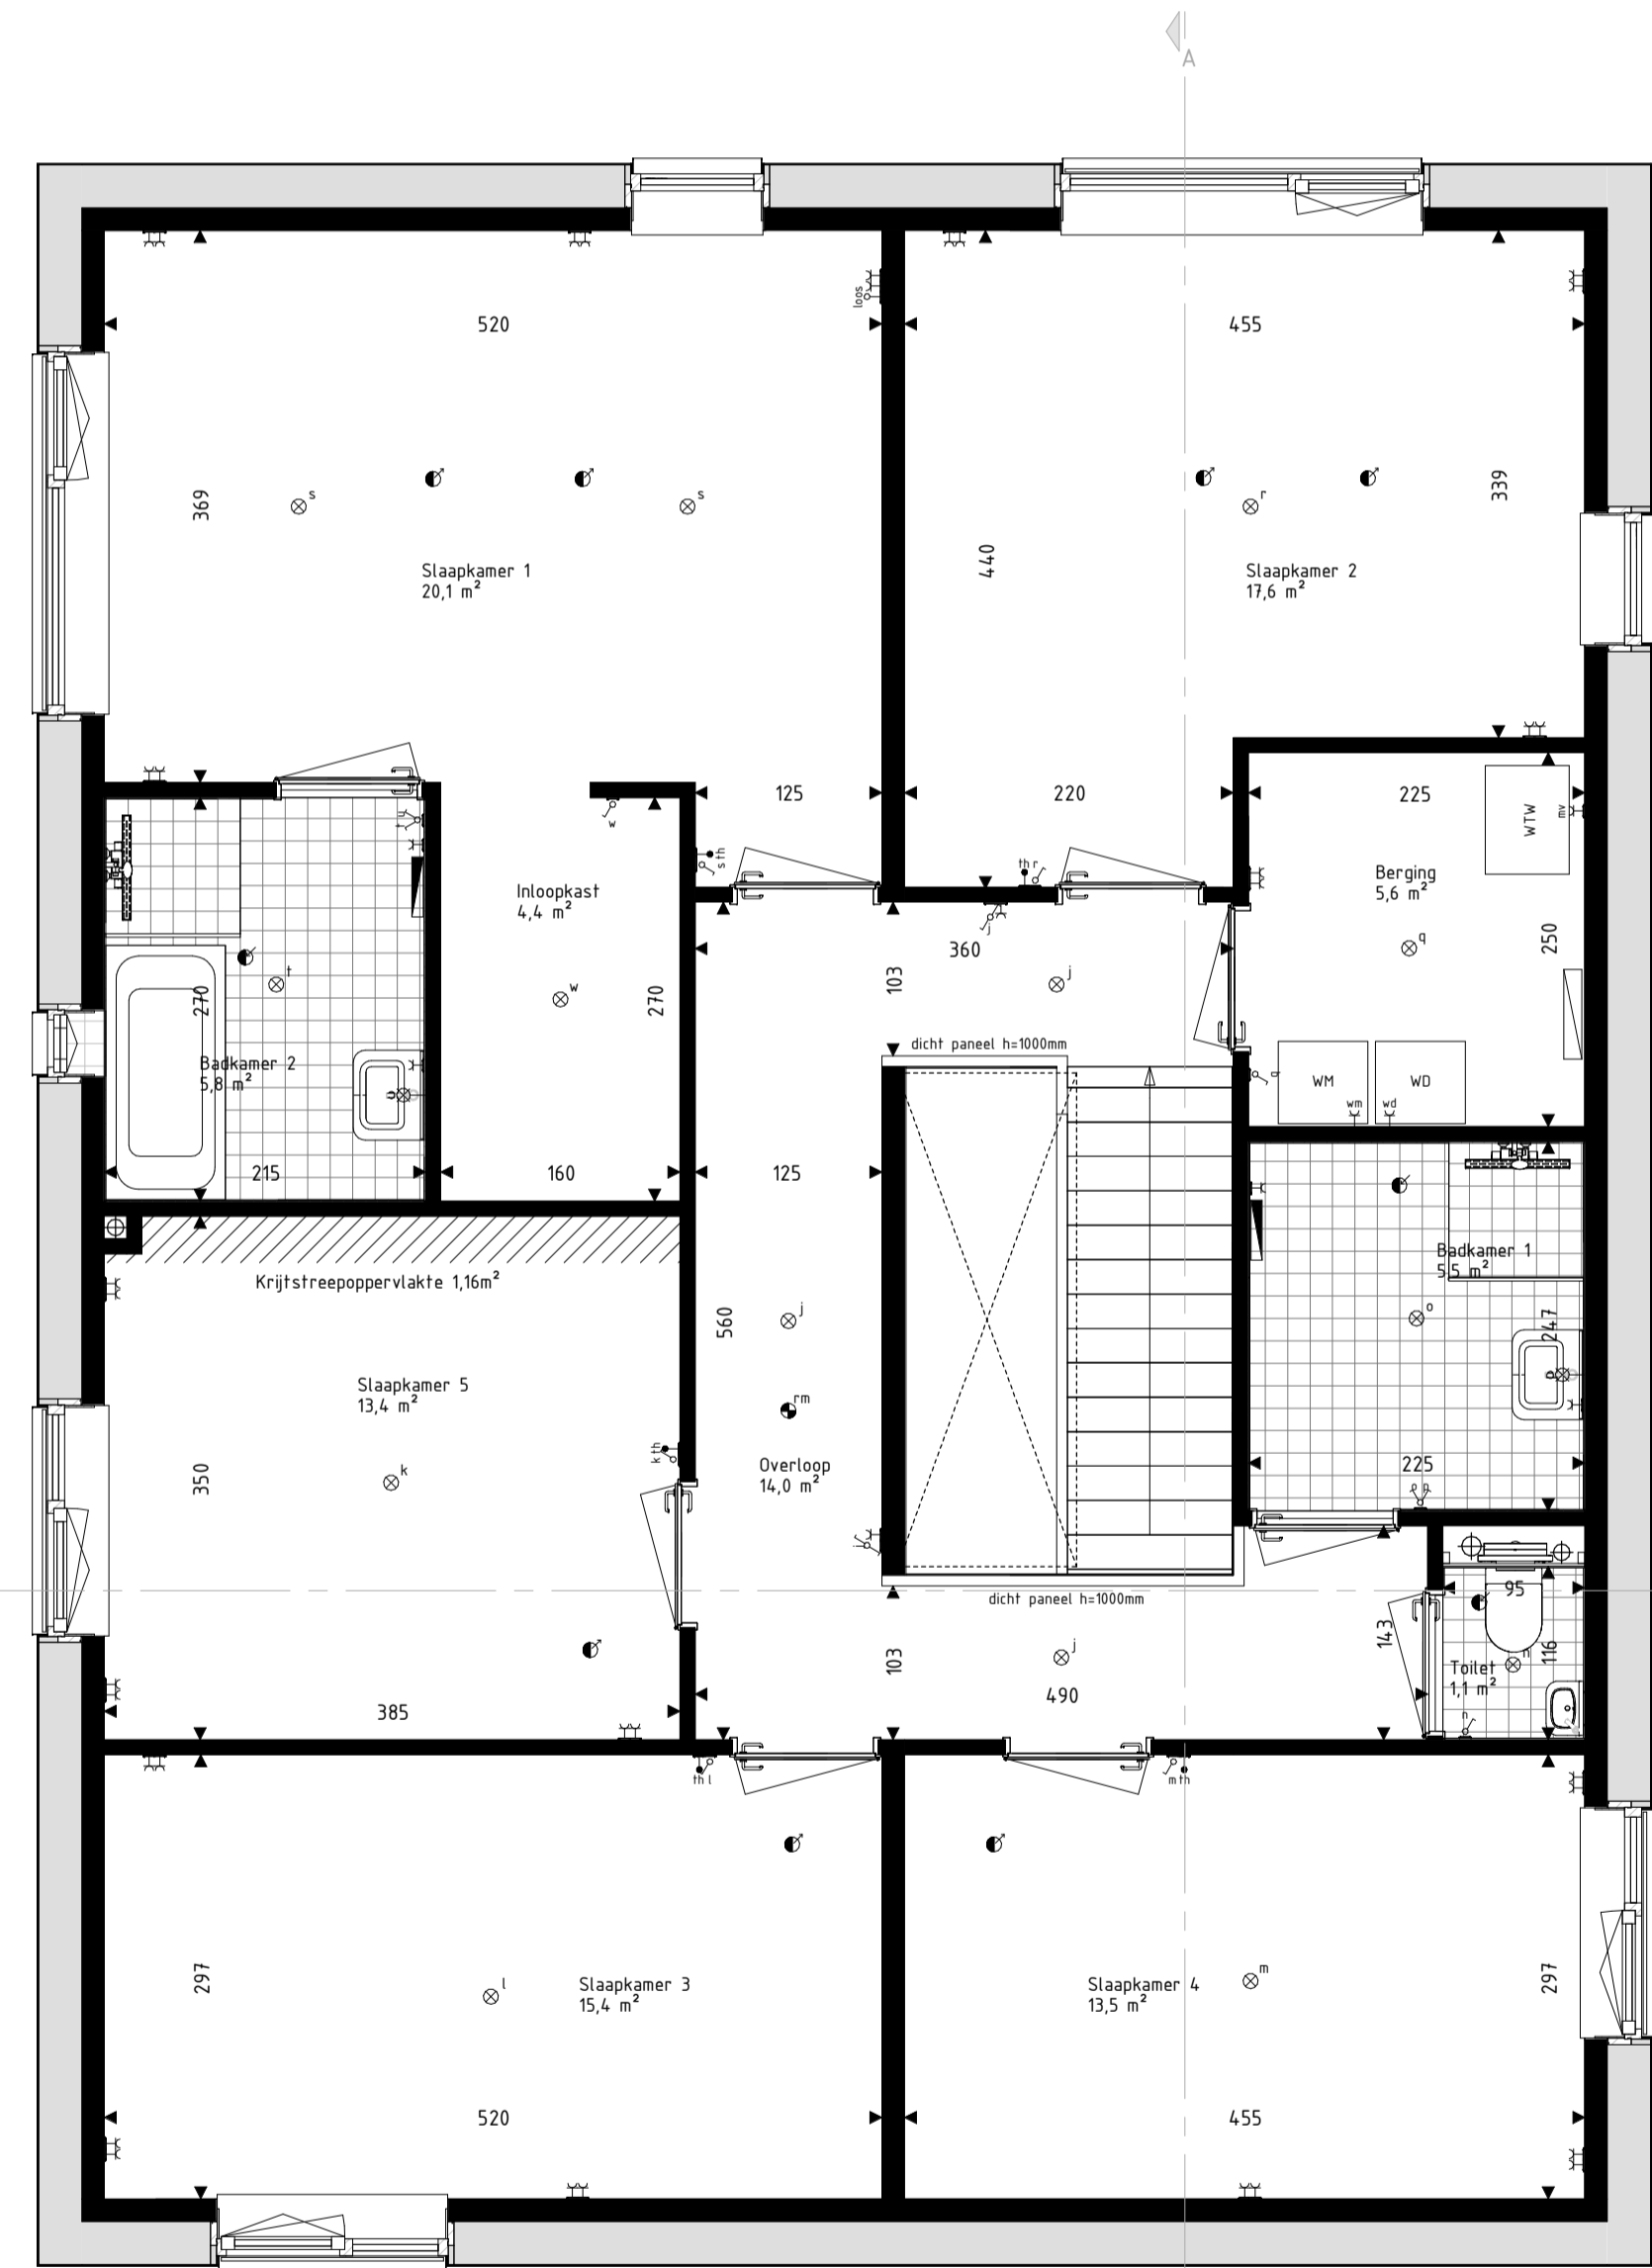 A
loos
520
455
s
s
r
369
339
440
Slaapkamer 1
20,1 m²
Slaapkamer 2
17,6 m²
125
220
225
WTW
mv
w
s th
th r
j
Inloopkast
4,4 m²
Berging
5,6 m²
360
103
j
q
250
t
270
w
270
dicht paneel h=1000mm
Badkamer 2
5,8 m²
q
WM
WD
wm
wd
215
160
125
Krijtstreepoppervlakte 1,16m²
Badkamer 1
5,5 m²
560
j
o
247
Slaapkamer 5
13,4 m²
rm
k th
k
350
Overloop
14,0 m²
225
j
dicht paneel h=1000mm
95
143
116
103
j
n
Toilet
1,1 m²
490
n
385
th l
m th
297
l
Slaapkamer 3
15,4 m²
Slaapkamer 4
13,5 m²
m
297
520
455